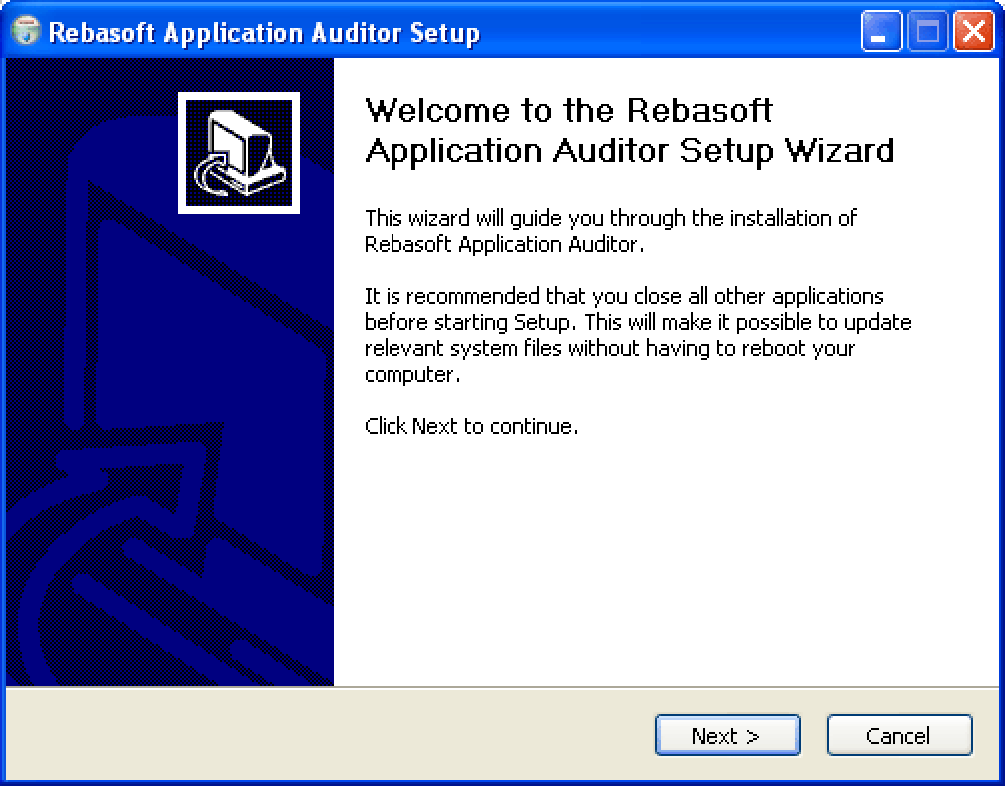 Rebasoft Application Auditor Setup
Welcome to the Rebasoft
Application Auditor Setup Wizard
This wizard will guide you through the installation of
Rebasoft Application Auditor.
It is recommended that you close all other applications
before starting Setup. This will make it possible to update
relevant system files without having to reboot your
computer.
Click Next to continue.
Next >
Cancel